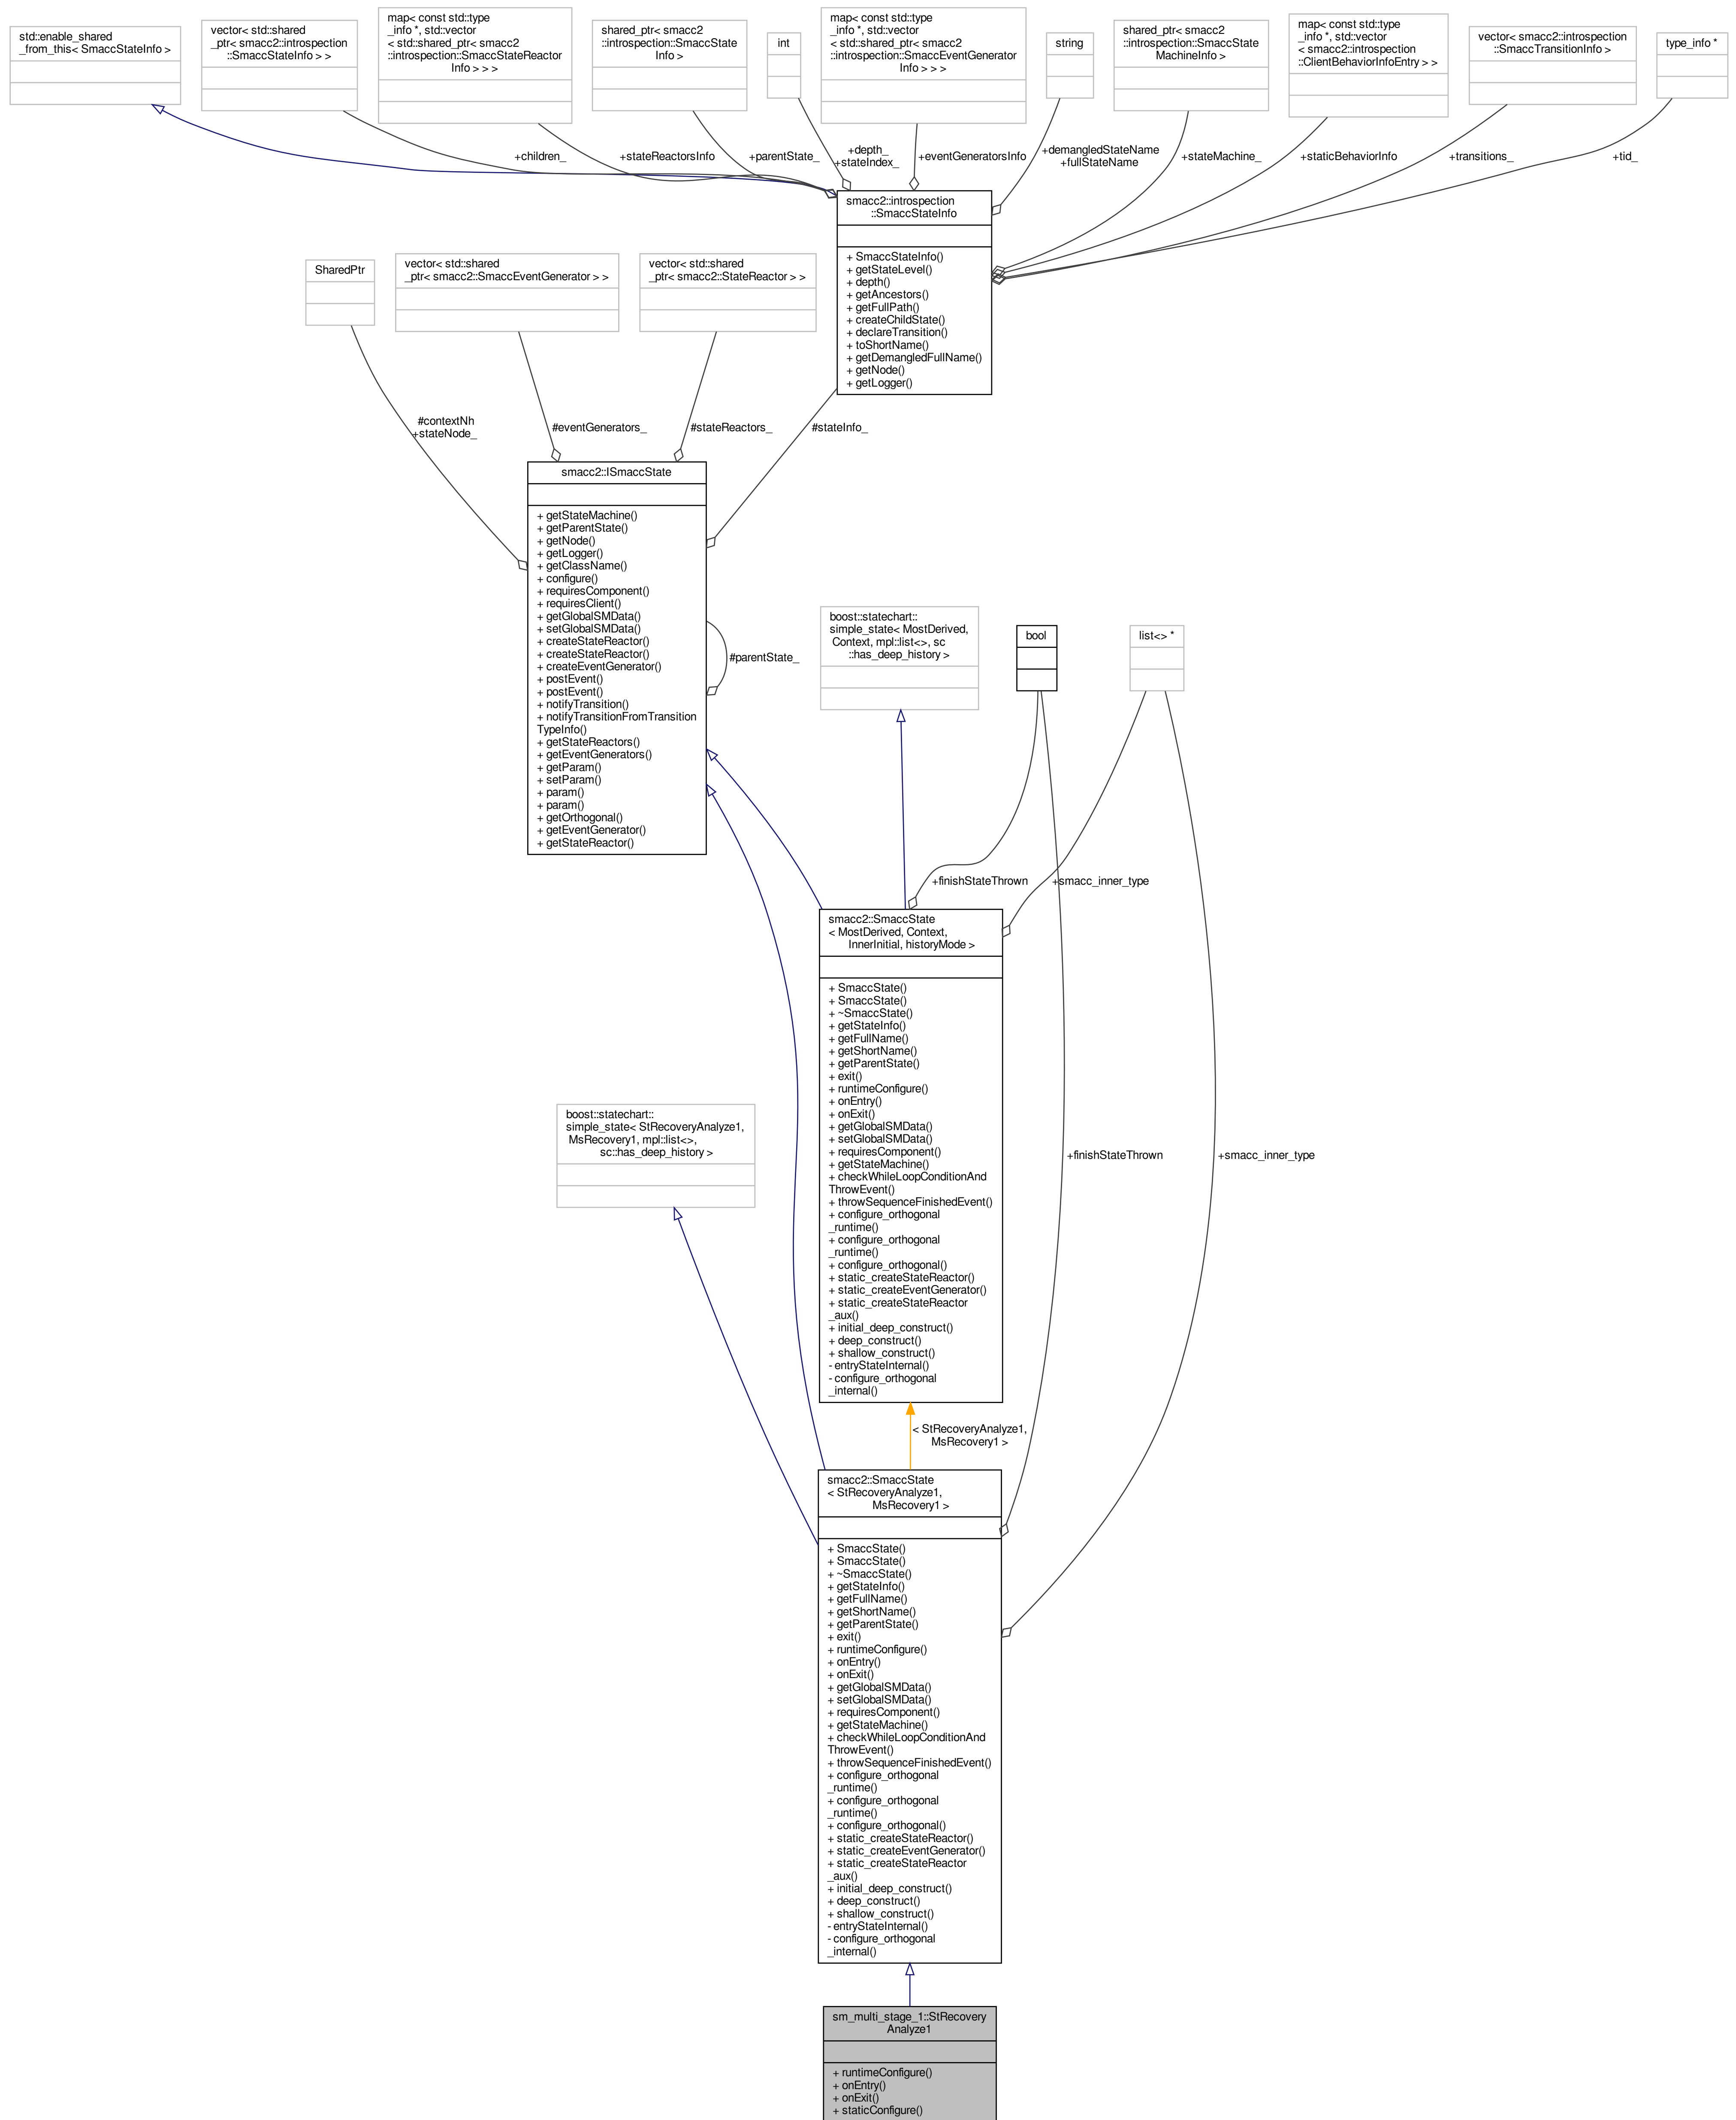 std::enable_shared
_from_this< SmaccStateInfo >
vector< std::shared
_ptr< smacc2::introspection
::SmaccStateInfo > >
map< const std::type
_info *, std::vector
< std::shared_ptr< smacc2
::introspection::SmaccStateReactor
Info > > >
shared_ptr< smacc2
::introspection::SmaccState
Info >
int
map< const std::type
_info *, std::vector
< std::shared_ptr< smacc2
::introspection::SmaccEventGenerator
Info > > >
string
shared_ptr< smacc2
::introspection::SmaccState
MachineInfo >
map< const std::type
_info *, std::vector
< smacc2::introspection
::ClientBehaviorInfoEntry > >
vector< smacc2::introspection
::SmaccTransitionInfo >
type_info *
+children_
+stateReactorsInfo
+parentState_
+depth_
+stateIndex_
+eventGeneratorsInfo
+demangledStateName
+fullStateName
+stateMachine_
+staticBehaviorInfo
+transitions_
+tid_
smacc2::introspection
::SmaccStateInfo
+ SmaccStateInfo()
+ getStateLevel()
+ depth()
+ getAncestors()
+ getFullPath()
+ createChildState()
+ declareTransition()
+ toShortName()
+ getDemangledFullName()
+ getNode()
+ getLogger()
SharedPtr
vector< std::shared
_ptr< smacc2::SmaccEventGenerator > >
vector< std::shared
_ptr< smacc2::StateReactor > >
#contextNh
+stateNode_
#eventGenerators_
#stateReactors_
#stateInfo_
smacc2::ISmaccState
+ getStateMachine()
+ getParentState()
+ getNode()
+ getLogger()
+ getClassName()
+ configure()
+ requiresComponent()
+ requiresClient()
+ getGlobalSMData()
+ setGlobalSMData()
+ createStateReactor()
+ createStateReactor()
+ createEventGenerator()
+ postEvent()
+ postEvent()
+ notifyTransition()
+ notifyTransitionFromTransition
TypeInfo()
+ getStateReactors()
+ getEventGenerators()
+ getParam()
+ setParam()
+ param()
+ param()
+ getOrthogonal()
+ getEventGenerator()
+ getStateReactor()
#parentState_
boost::statechart::
simple_state< MostDerived,
Context, mpl::list<>, sc
::has_deep_history >
bool
list<> *
+finishStateThrown
+smacc_inner_type
smacc2::SmaccState
< MostDerived, Context,
InnerInitial, historyMode >
+ SmaccState()
+ SmaccState()
+ ~SmaccState()
+ getStateInfo()
+ getFullName()
+ getShortName()
+ getParentState()
+ exit()
+ runtimeConfigure()
+ onEntry()
+ onExit()
+ getGlobalSMData()
+ setGlobalSMData()
+ requiresComponent()
+ getStateMachine()
+ checkWhileLoopConditionAnd
ThrowEvent()
+ throwSequenceFinishedEvent()
+ configure_orthogonal
_runtime()
+ configure_orthogonal
_runtime()
+ configure_orthogonal()
+ static_createStateReactor()
+ static_createEventGenerator()
+ static_createStateReactor
_aux()
+ initial_deep_construct()
+ deep_construct()
+ shallow_construct()
- entryStateInternal()
- configure_orthogonal
_internal()
boost::statechart::
simple_state< StRecoveryAnalyze1,
MsRecovery1, mpl::list<>,
sc::has_deep_history >
+finishStateThrown
+smacc_inner_type
< StRecoveryAnalyze1,
MsRecovery1 >
smacc2::SmaccState
< StRecoveryAnalyze1,
MsRecovery1 >
+ SmaccState()
+ SmaccState()
+ ~SmaccState()
+ getStateInfo()
+ getFullName()
+ getShortName()
+ getParentState()
+ exit()
+ runtimeConfigure()
+ onEntry()
+ onExit()
+ getGlobalSMData()
+ setGlobalSMData()
+ requiresComponent()
+ getStateMachine()
+ checkWhileLoopConditionAnd
ThrowEvent()
+ throwSequenceFinishedEvent()
+ configure_orthogonal
_runtime()
+ configure_orthogonal
_runtime()
+ configure_orthogonal()
+ static_createStateReactor()
+ static_createEventGenerator()
+ static_createStateReactor
_aux()
+ initial_deep_construct()
+ deep_construct()
+ shallow_construct()
- entryStateInternal()
- configure_orthogonal
_internal()
sm_multi_stage_1::StRecovery
Analyze1
+ runtimeConfigure()
+ onEntry()
+ onExit()
+ staticConfigure()